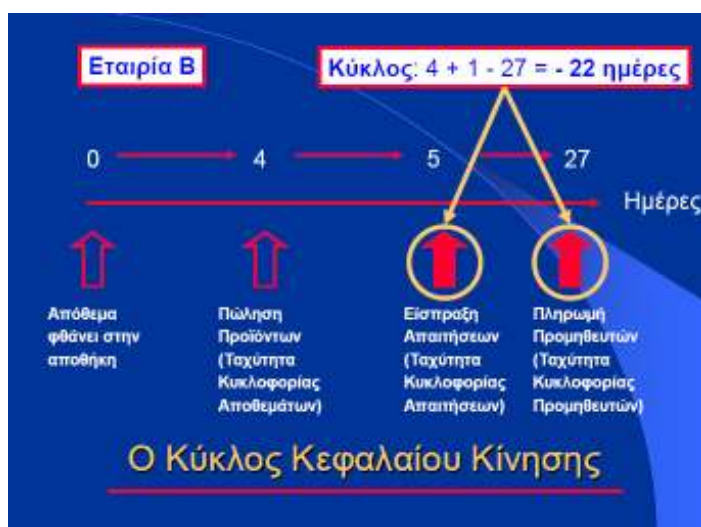 Εταιρία Β
Κύκλος: 4 + 1 - 27 = - 22 ημέρες
0 4 5 27
Ημέρες
Απόθεμα
φθάνει στην
αποθήκη
Πώληση
Προϊόντων
(Ταχύτητα
Κυκλοφορίας
Αποθεμάτων)
Είσπραξη
Απαιτήσεων
(Ταχύτητα
Κυκλοφορίας
Απαιτήσεων)
Πληρωμή
Προμηθευτών
(Ταχύτητα
Κυκλοφορίας
Προμηθευτών)
Ο Κύκλος Κεφαλαίου Κίνησης